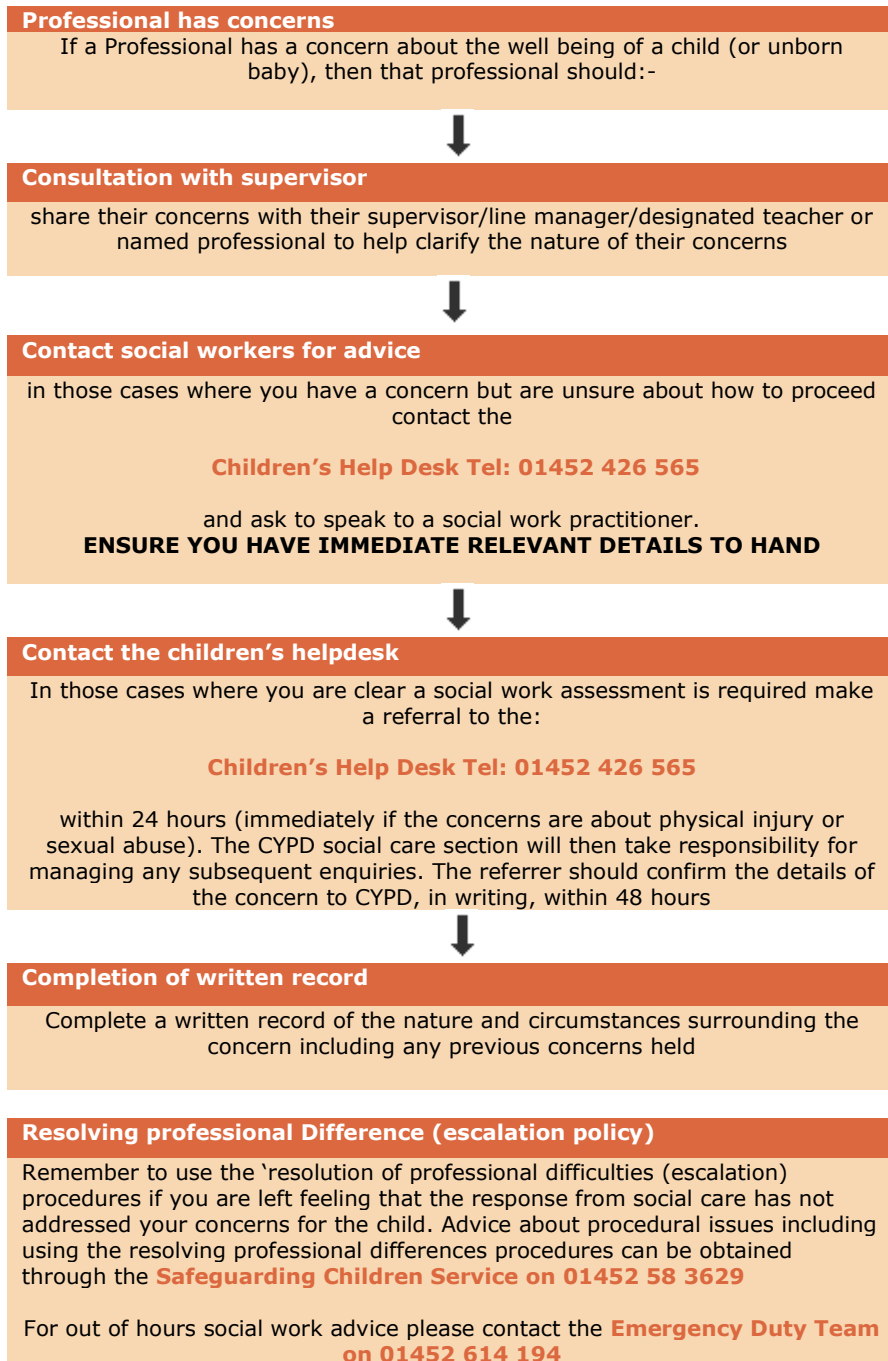 Professional has concerns
If a Professional has a concern about the well being of a child (or unborn
baby), then that professional should:-
Consultation with supervisor
share their concerns with their supervisor/line manager/designated teacher or
named professional to help clarify the nature of their concerns
Contact social workers for advice
in those cases where you have a concern but are unsure about how to proceed
contact the
Children’s Help Desk Tel: 01452 426 565
and ask to speak to a social work practitioner.
ENSURE YOU HAVE IMMEDIATE RELEVANT DETAILS TO HAND
Contact the children’s helpdesk
In those cases where you are clear a social work assessment is required make
a referral to the:
Children’s Help Desk Tel: 01452 426 565
within 24 hours (immediately if the concerns are about physical injury or
sexual abuse). The CYPD social care section will then take responsibility for
managing any subsequent enquiries. The referrer should confirm the details of
the concern to CYPD, in writing, within 48 hours
Completion of written record
Complete a written record of the nature and circumstances surrounding the
concern including any previous concerns held
Resolving professional Difference (escalation policy)
Remember to use the ‘resolution of professional difficulties (escalation)
procedures if you are left feeling that the response from social care has not
addressed your concerns for the child. Advice about procedural issues including
using the resolving professional differences procedures can be obtained
through the Safeguarding Children Service on 01452 58 3629
For out of hours social work advice please contact the Emergency Duty Team
on 01452 614 194